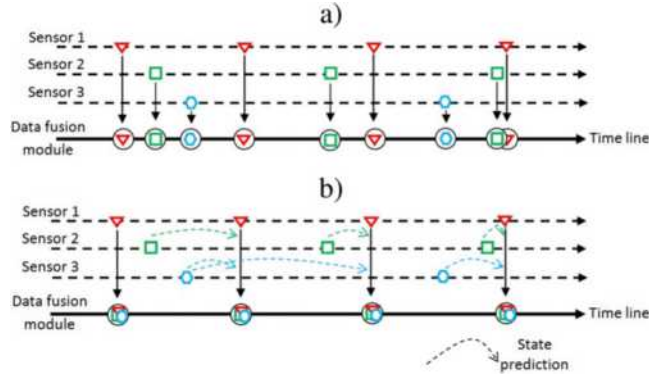 a)
Sensor 1
Sensor 2
Sensor 3
Data fusion
module
Time line
b)
Sensor 1
Sensor 2
Sensor 3
Data fusion
module
Time line
State
prediction